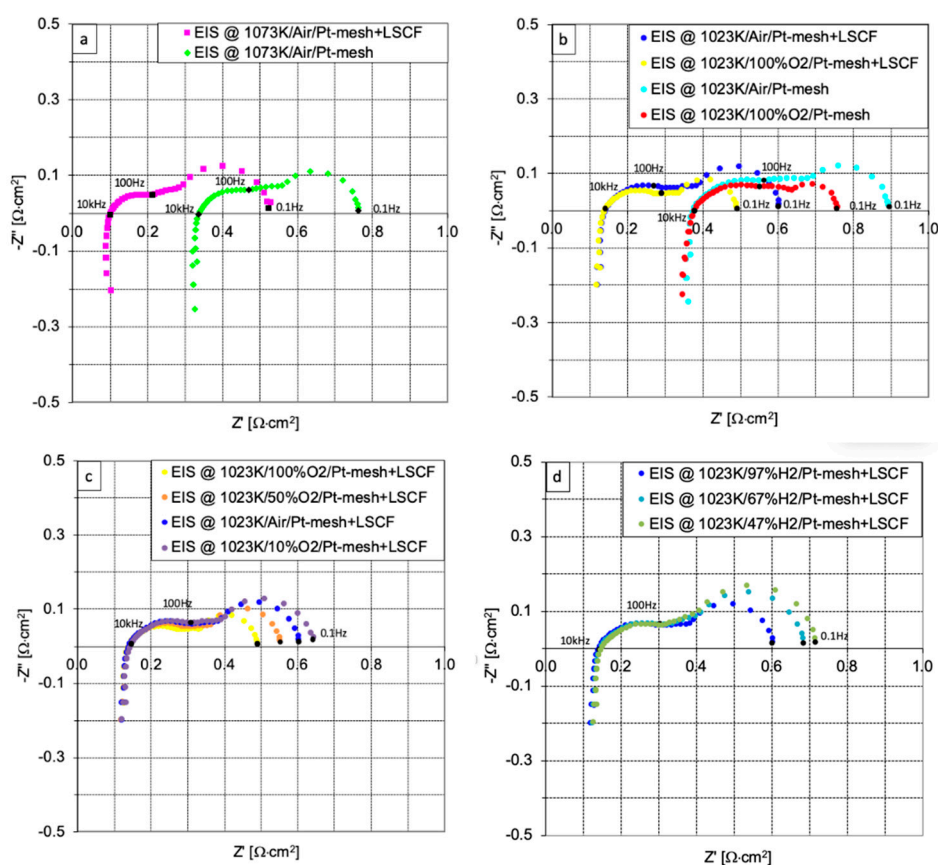 a
EIS @ 1073K/Air/Pt-mesh+LSCF
EIS @ 1073K/Air/Pt-mesh
0.5
0.3
0.1
-0.1
-0.3
-0.5
-Z'' [Ω·cm²]
10kHz
100Hz
10kHz
100Hz
0.1Hz
0.1Hz
0.0 0.2 0.4 0.6 0.8 1.0
Z' [Ω·cm²]
b
EIS @ 1023K/Air/Pt-mesh+LSCF
EIS @ 1023K/100%O2/Pt-mesh+LSCF
EIS @ 1023K/Air/Pt-mesh
EIS @ 1023K/100%O2/Pt-mesh
0.5
0.3
0.1
-0.1
-0.3
-0.5
-Z'' [Ω·cm²]
100Hz
100Hz
10kHz
10kHz
0.1Hz
0.1Hz
0.1Hz
0.1Hz
0.0 0.2 0.4 0.6 0.8 1.0
Z' [Ω·cm²]
c
EIS @ 1023K/100%O2/Pt-mesh+LSCF
EIS @ 1023K/50%O2/Pt-mesh+LSCF
EIS @ 1023K/Air/Pt-mesh+LSCF
EIS @ 1023K/10%O2/Pt-mesh+LSCF
0.5
0.3
0.1
-0.1
-0.3
-0.5
-Z'' [Ω·cm²]
100Hz
10kHz
0.1Hz
0.0 0.2 0.4 0.6 0.8 1.0
Z' [Ω·cm²]
d
EIS @ 1023K/97%H2/Pt-mesh+LSCF
EIS @ 1023K/67%H2/Pt-mesh+LSCF
EIS @ 1023K/47%H2/Pt-mesh+LSCF
0.5
0.3
0.1
-0.1
-0.3
-0.5
-Z'' [Ω·cm²]
100Hz
10kHz
0.1Hz
0.0 0.2 0.4 0.6 0.8 1.0
Z' [Ω·cm²]